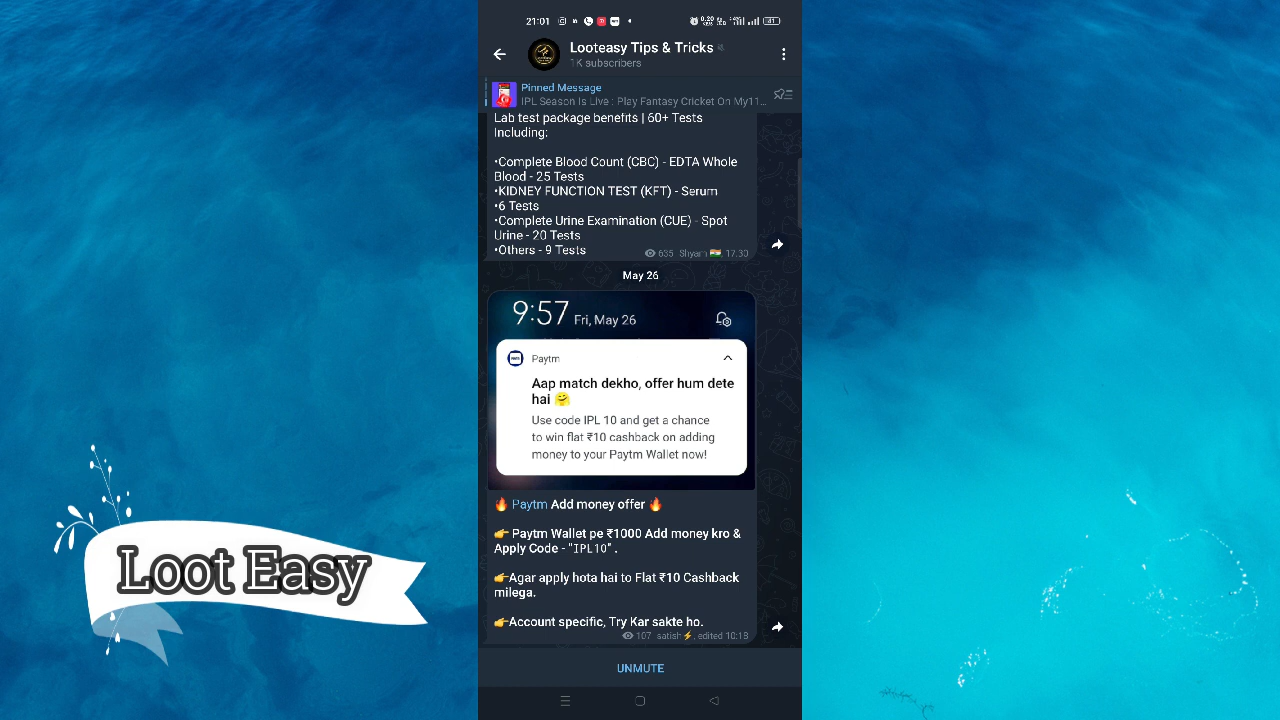 21:01
Looteasy Tips & Tricks
1K subscribers
Pinned Message
IPL Season Is Live : Play Fantasy Cricket On My11...
Lab test package benefits | 60+ Tests
Including:
•Complete Blood Count (CBC) - EDTA Whole
Blood - 25 Tests
•KIDNEY FUNCTION TEST (KFT) - Serum
•6 Tests
•Complete Urine Examination (CUE) - Spot
Urine - 20 Tests
•Others - 9 Tests
635 Shyam 🇮🇳, 17:30
May 26
9:57 Fri, May 26
Paytm
Aap match dekho, offer hum dete
hai 🤗
Use code IPL 10 and get a chance
to win flat ₹10 cashback on adding
money to your Paytm Wallet now!
🔥 Paytm Add money offer 🔥
👉 Paytm Wallet pe ₹1000 Add money kro &
Apply Code - "IPL10" .
👉Agar apply hota hai to Flat ₹10 Cashback
milega.
👉Account specific, Try Kar sakte ho.
107 satish⚡, edited 10:18
UNMUTE
Loot Easy